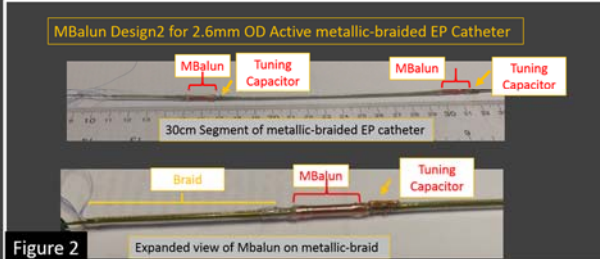 MBalun Design2 for 2.6mm OD Active metallic-braided EP Catheter
MBalun
Tuning
Capacitor
MBalun
Tuning
Capacitor
30cm Segment of metallic-braided EP catheter
Braid
MBalun
Tuning
Capacitor
Figure 2
Expanded view of Mbalun on metallic-braid